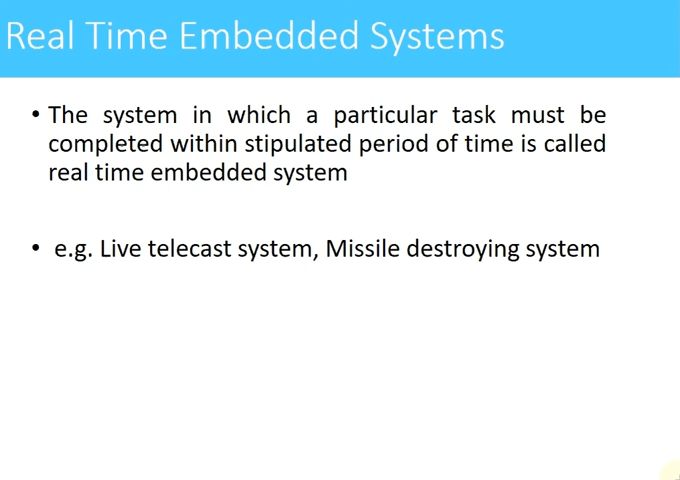 Real Time Embedded Systems
• The system in which a particular task must be
completed within stipulated period of time is called
real time embedded system
• e.g. Live telecast system, Missile destroying system